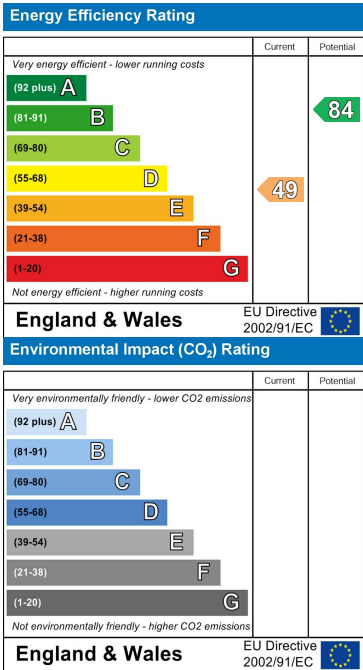 Energy Efficiency Rating
Current Potential
Very energy efficient - lower running costs
(92 plus) A
(81-91) B
84
(69-80) C
(55-68) D
49
(39-54) E
(21-38) F
(1-20) G
Not energy efficient - higher running costs
England & Wales
EU Directive
2002/91/EC
Environmental Impact (CO₂) Rating
Current Potential
Very environmentally friendly - lower CO2 emissions
(92 plus) A
(81-91) B
(69-80) C
(55-68) D
(39-54) E
(21-38) F
(1-20) G
Not environmentally friendly - higher CO2 emissions
England & Wales
EU Directive
2002/91/EC